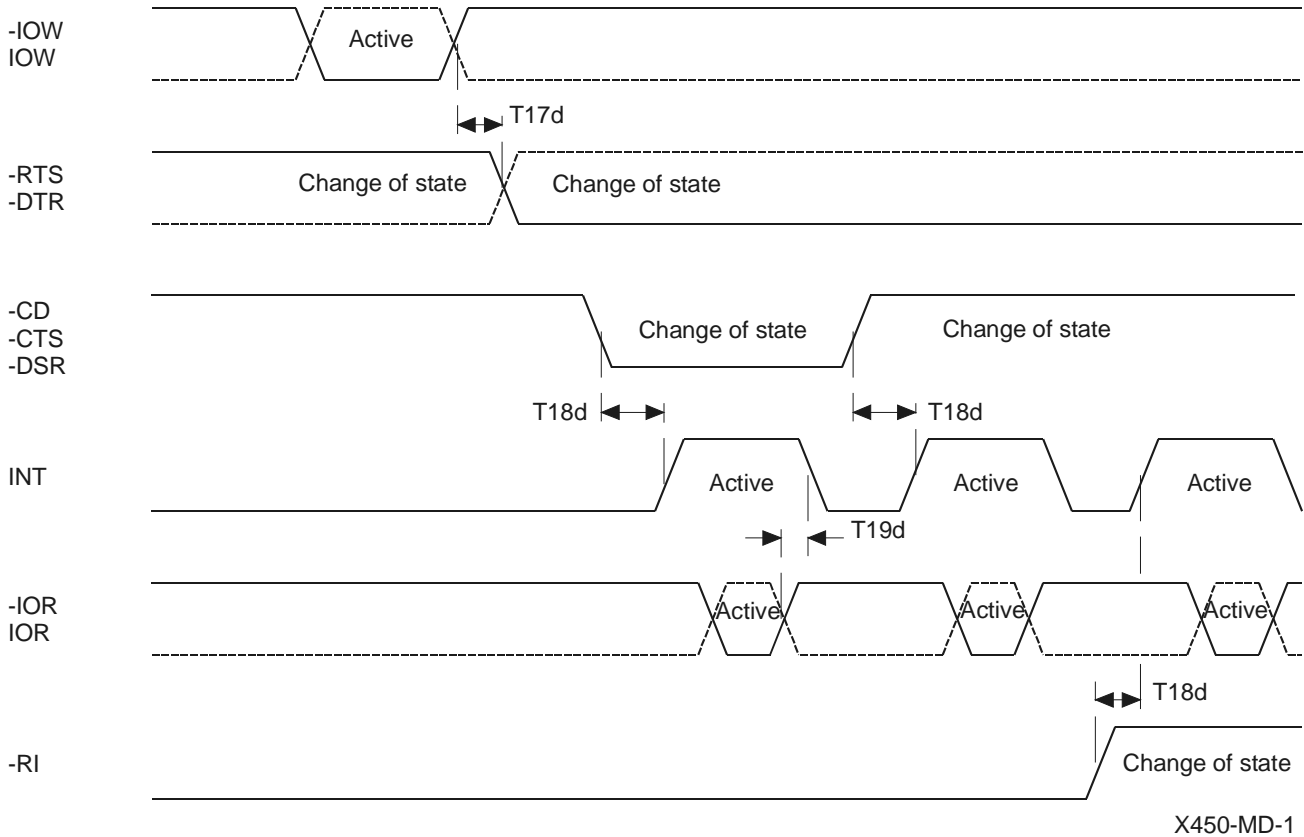 -IOW
IOW
Active
T17d
-RTS
-DTR
Change of state
Change of state
-CD
-CTS
-DSR
Change of state
Change of state
T18d
T18d
INT
Active
Active
Active
T19d
-IOR
IOR
Active
Active
Active
T18d
-RI
Change of state
X450-MD-1